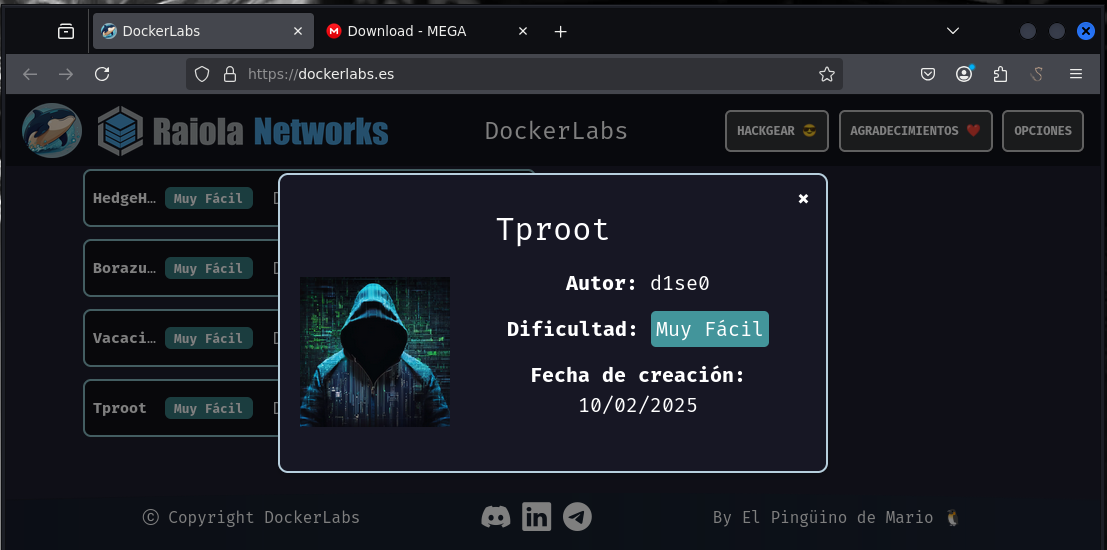 DockerLabs
Download - MEGA
https://dockerlabs.es
Raiola Networks
DockerLabs
HACKGEAR 😎
AGRADECIMIENTOS ❤️
OPCIONES
HedgeH… Muy Fácil
Borazu… Muy Fácil
Vacaci… Muy Fácil
Tproot Muy Fácil
Tproot
Autor: d1se0
Dificultad: Muy Fácil
Fecha de creación:
10/02/2025
© Copyright DockerLabs
By El Pingüino de Mario 🐧